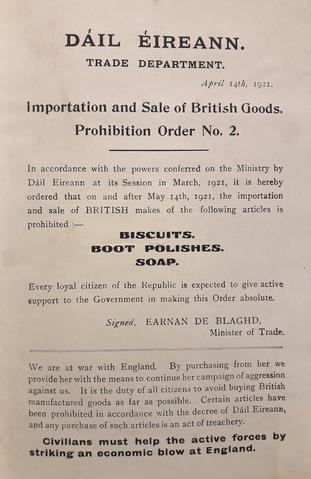 DÁIL ÉIREANN.
TRADE DEPARTMENT.
April 14th, 1921.
Importation and Sale of British Goods.
Prohibition Order No. 2.
In accordance with the powers conferred on the Ministry by
Dáil Eireann at its Session in March, 1921, it is hereby
ordered that on and after May 14th, 1921, the importation
and sale of BRITISH makes of the following articles is
prohibited :—
BISCUITS.
BOOT POLISHES.
SOAP.
Every loyal citizen of the Republic is expected to give active
support to the Government in making this Order absolute.
Signed, EARNAN DE BLAGHD,
Minister of Trade.
We are at war with England. By purchasing from her we
provide her with the means to continue her campaign of aggression
against us. It is the duty of all citizens to avoid buying British
manufactured goods as far as possible. Certain articles have
been prohibited in accordance with the decree of Dáil Eireann,
and any purchase of such articles is an act of treachery.
Civilians must help the active forces by
striking an economic blow at England.